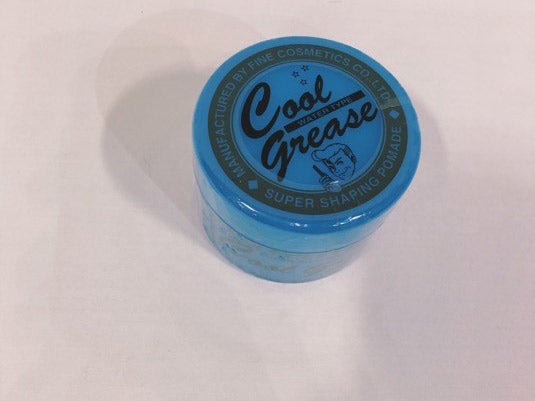 MANUFACTURED BY FINE COSMETICS CO.,LTD.
Cool
WATER TYPE
grease
SUPER SHAPING POMADE